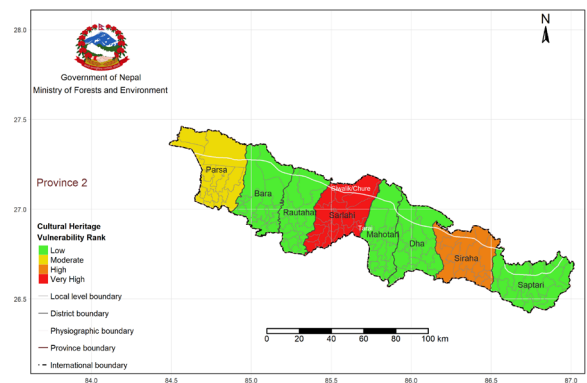 28.0
N
Government of Nepal
Ministry of Forests and Environment
27.5
Parsa
Province 2
Siwalik/Chure
Bara
27.0
Rautahat
Sarlahi
Terai
Mahottari
Dha
Cultural Heritage
Vulnerability Rank
Low
Moderate
High
Very High
Siraha
Saptari
Local level boundary
26.5
District boundary
Physiographic boundary
Province boundary
International boundary
0 20 40 60 80 100 km
84.0 84.5 85.0 85.5 86.0 86.5 87.0